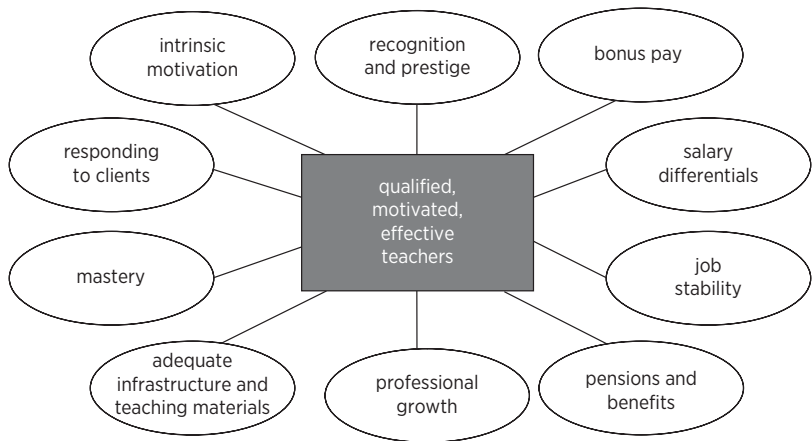 intrinsic
motivation
recognition
and prestige
bonus pay
responding
to clients
qualified,
motivated,
effective
teachers
salary
differentials
mastery
job
stability
adequate
infrastructure and
teaching materials
professional
growth
pensions and
benefits